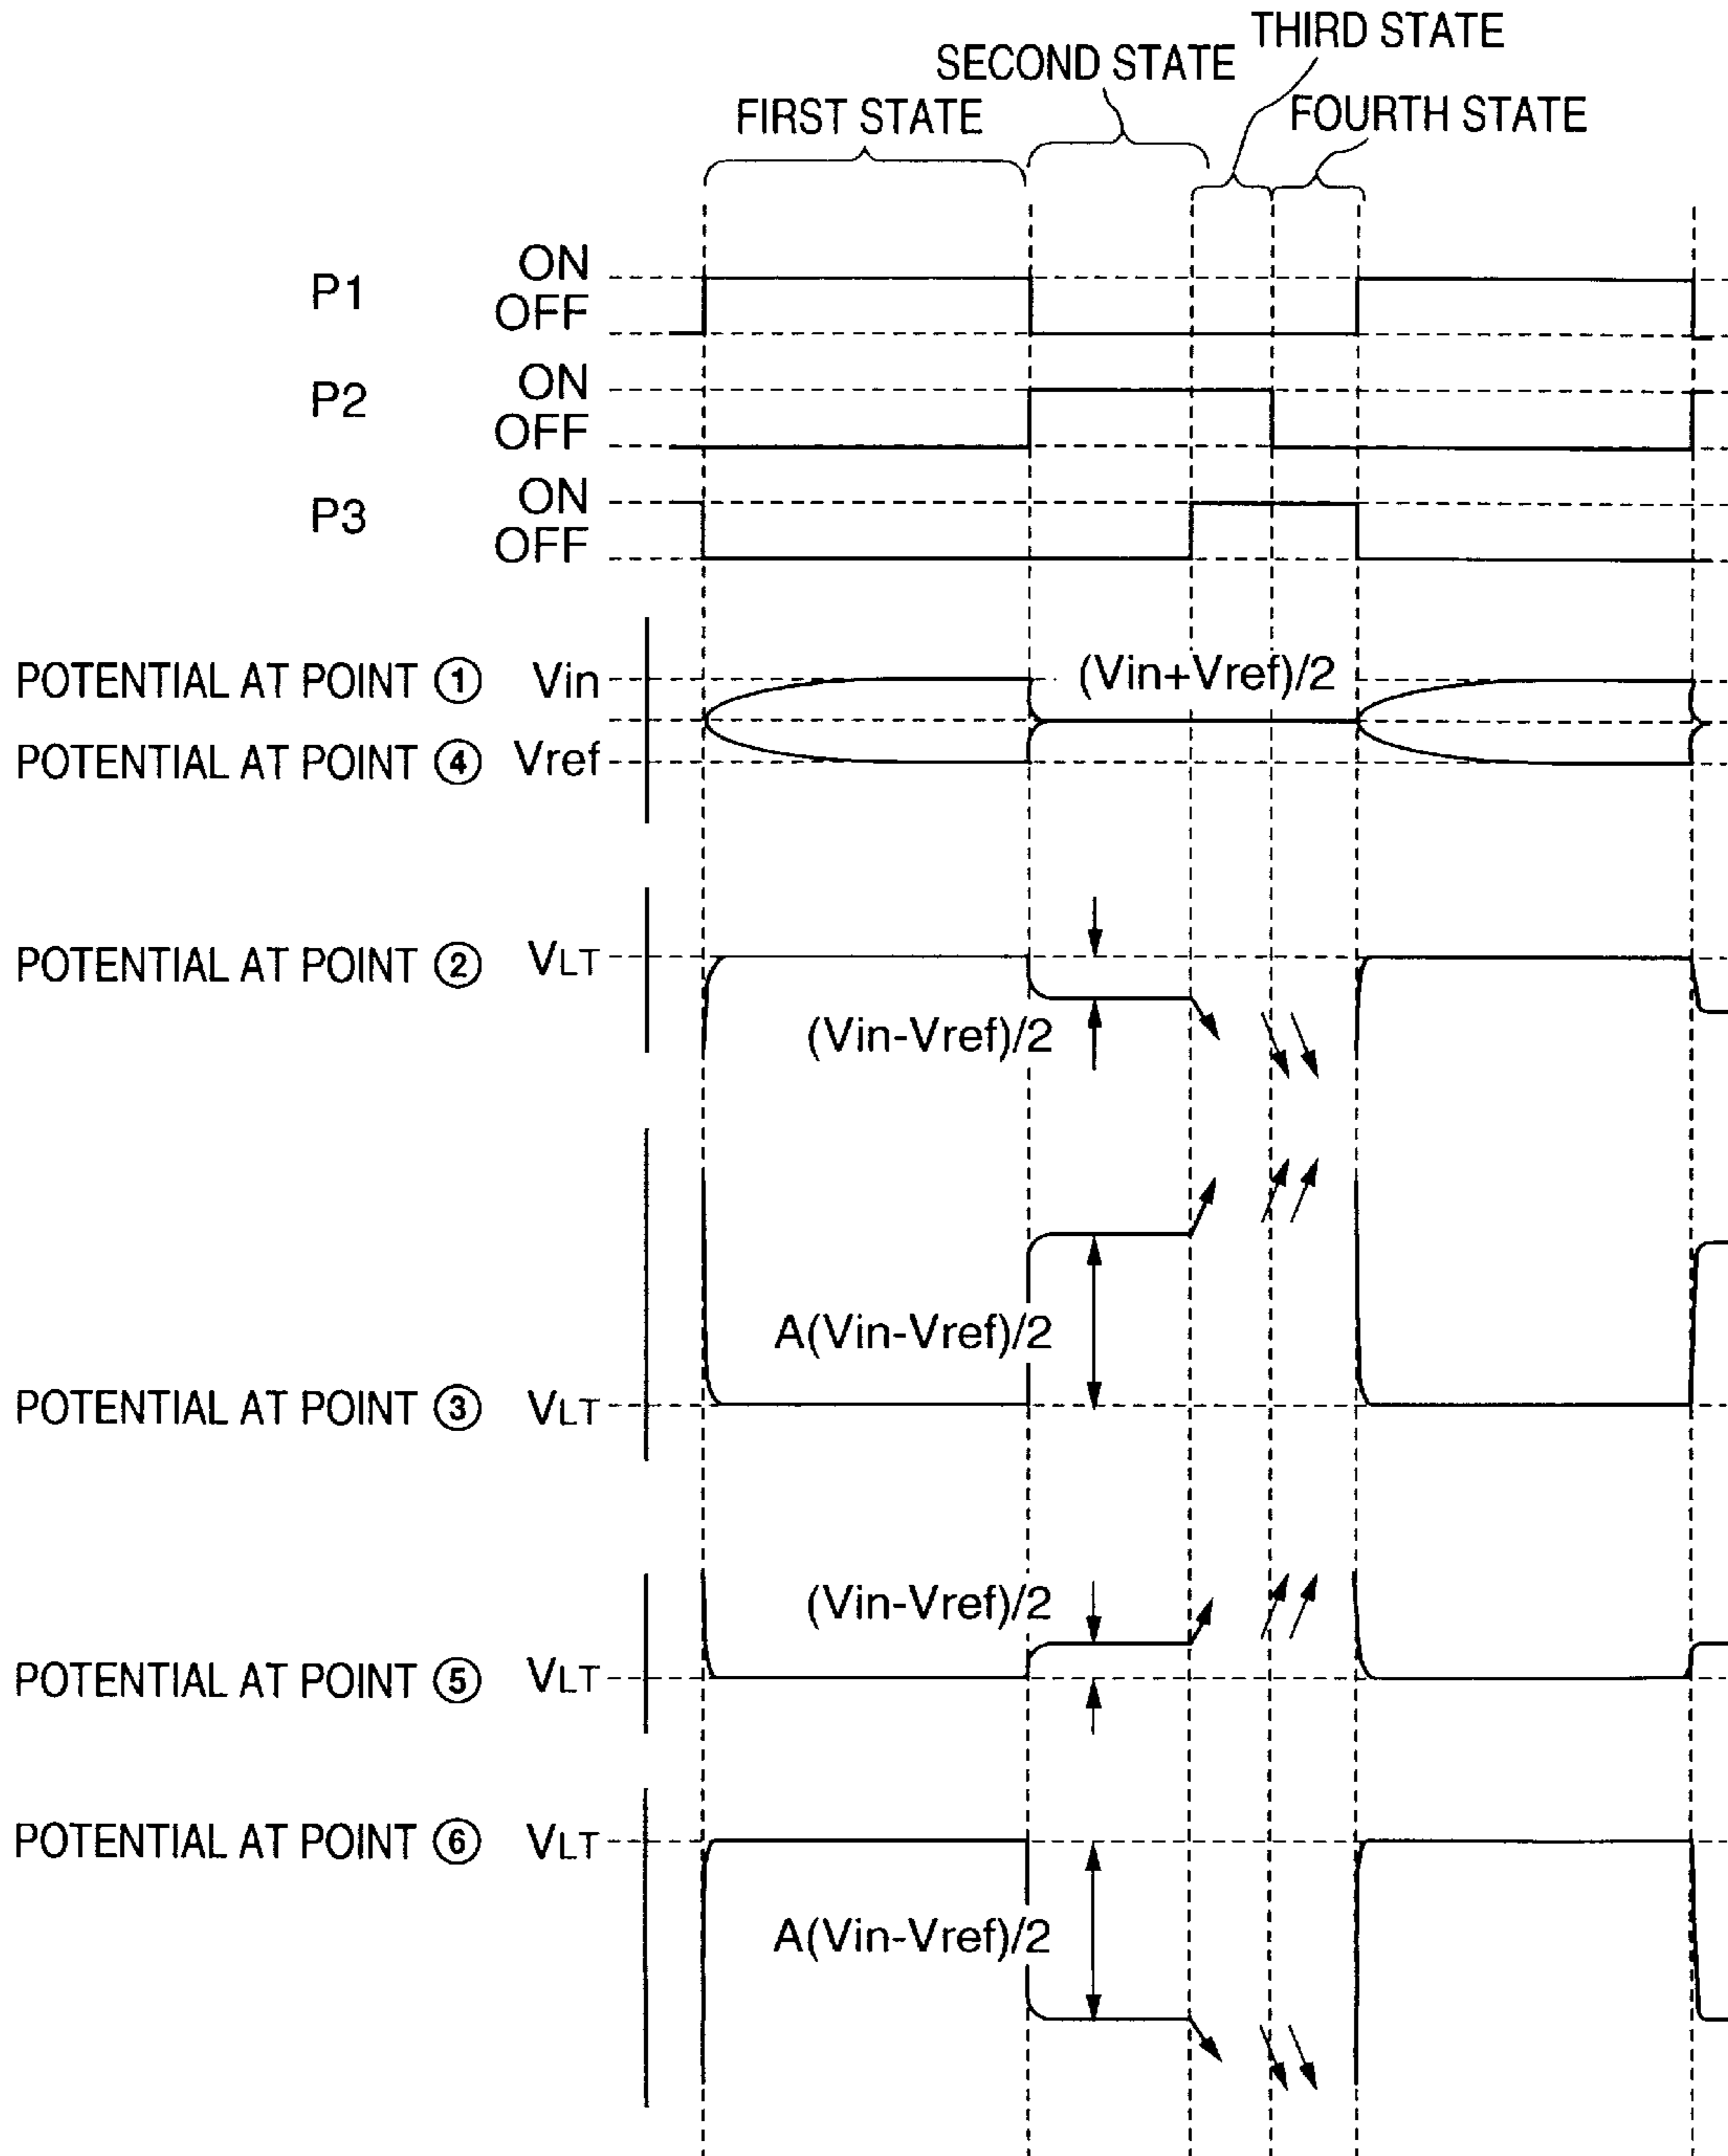 THIRD STATE
SECOND STATE
FIRST STATE
FOURTH STATE
P1
ON
OFF
P2
ON
OFF
P3
ON
OFF
POTENTIAL AT POINT ① Vin
(Vin+Vref)/2
POTENTIAL AT POINT ④ Vref
POTENTIAL AT POINT ② VLT
(Vin-Vref)/2
A(Vin-Vref)/2
POTENTIAL AT POINT ③ VLT
(Vin-Vref)/2
POTENTIAL AT POINT ⑤ VLT
POTENTIAL AT POINT ⑥ VLT
A(Vin-Vref)/2